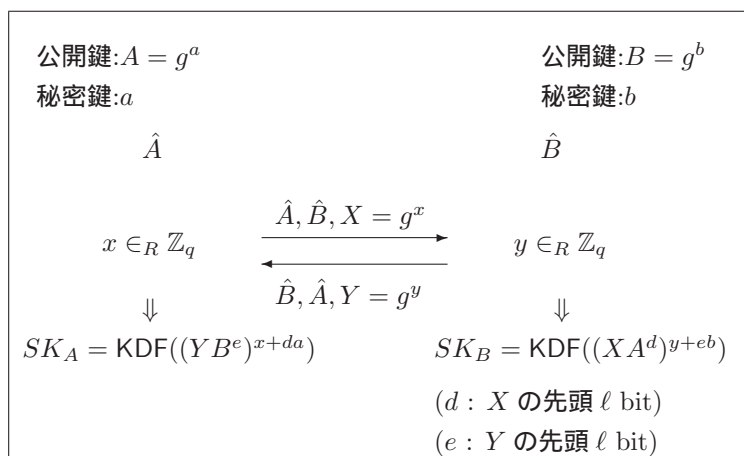 公開鍵:A = g^a
公開鍵:B = g^b
秘密鍵:a
秘密鍵:b
Â
B̂
Â, B̂, X = g^x
x ∈_R ℤ_q
y ∈_R ℤ_q
B̂, Â, Y = g^y
⇓
⇓
SK_A = KDF((YB^e)^{x+da})
SK_B = KDF((XA^d)^{y+eb})
(d : X の先頭 ℓ bit)
(e : Y の先頭 ℓ bit)